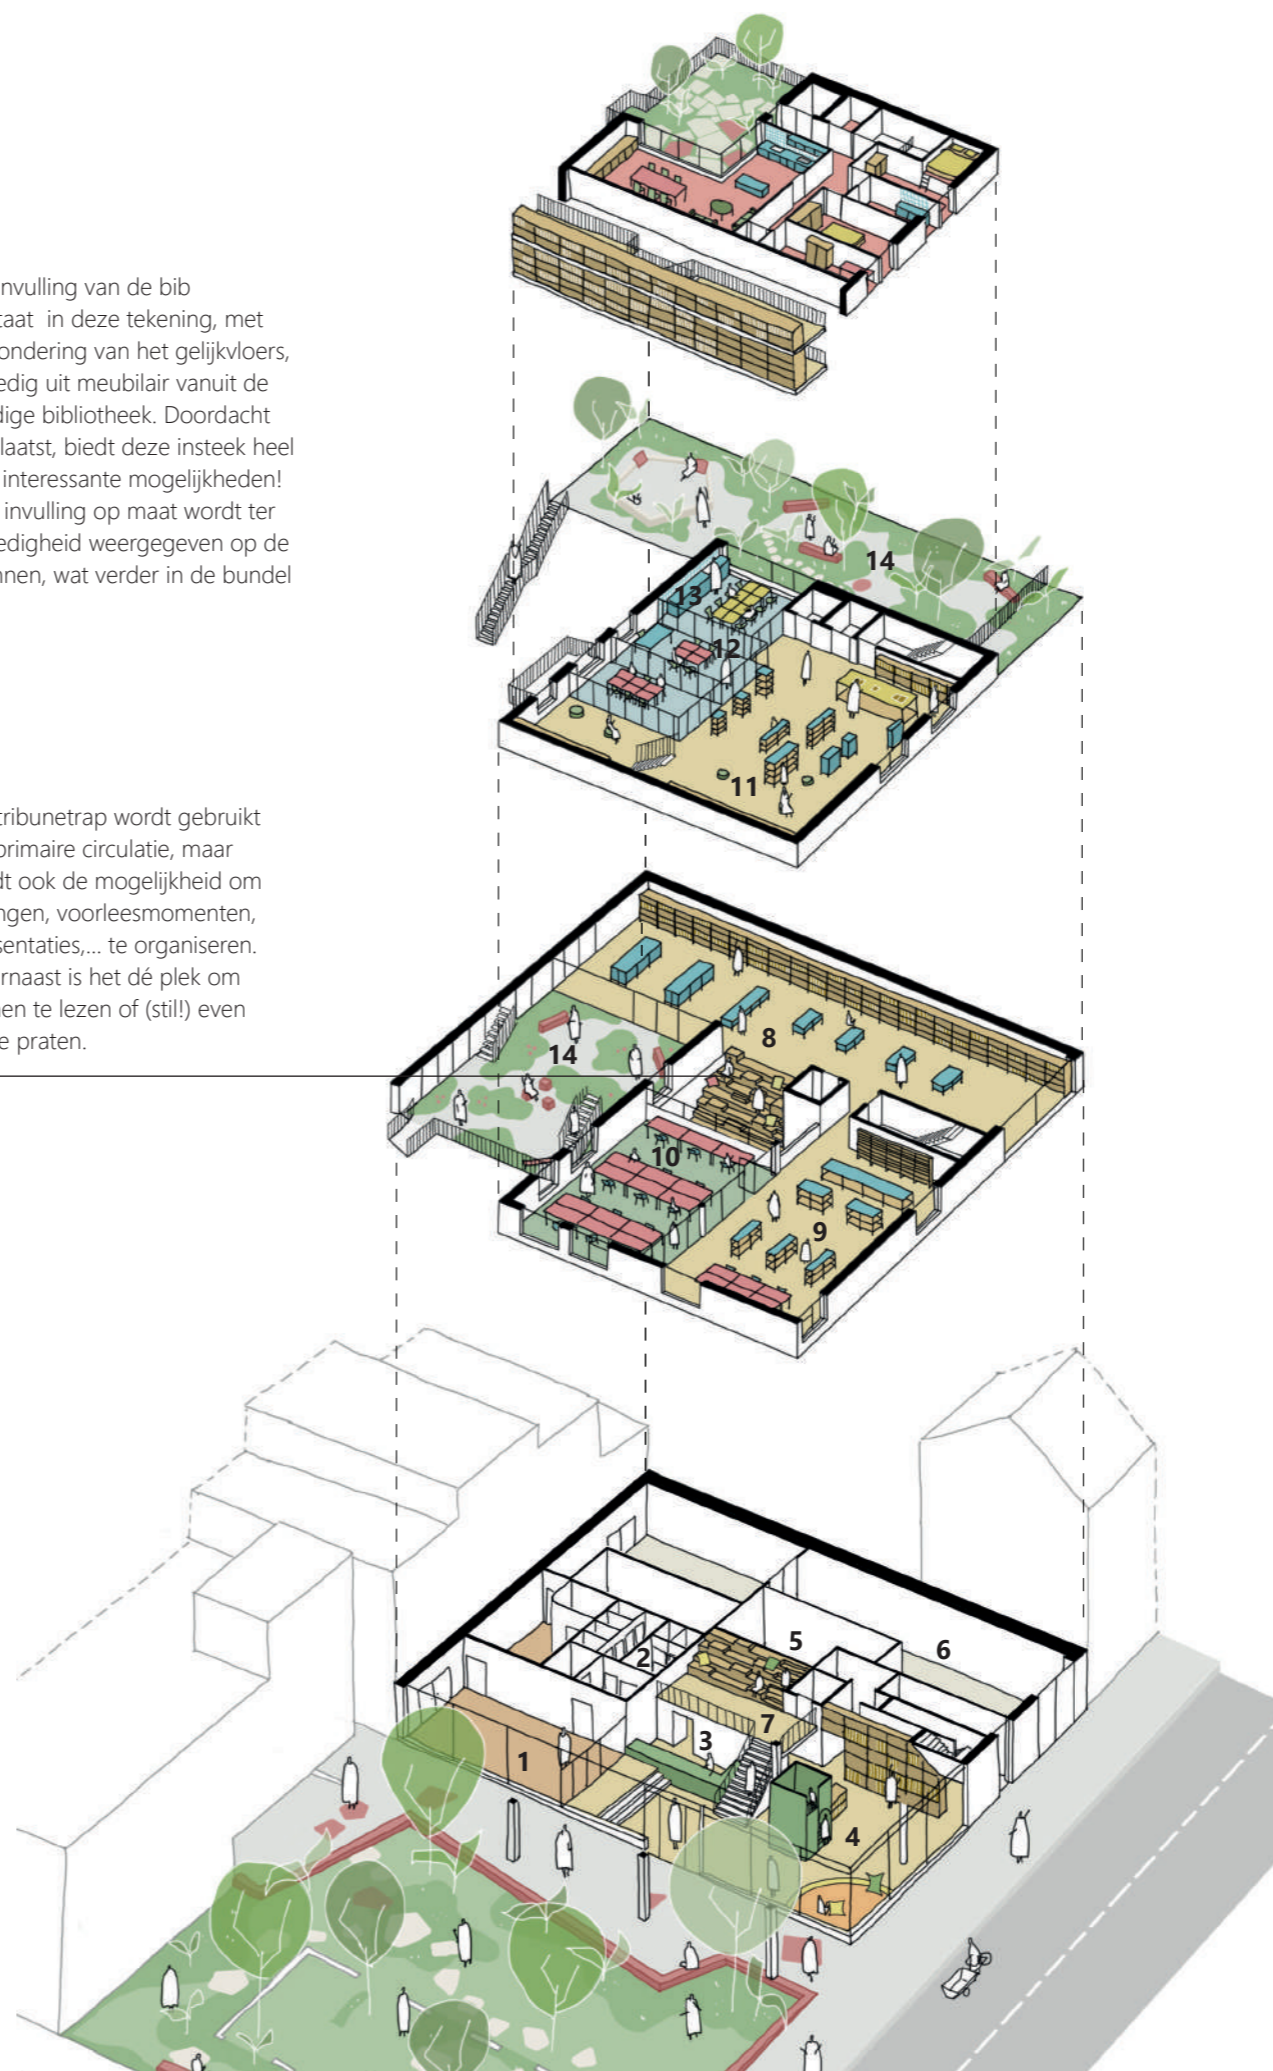 nvulling van de bib
taat in deze tekening, met
ondering van het gelijkvloers,
edig uit meubilair vanuit de
dige bibliotheek. Doordacht
laatst, biedt deze insteek heel
interessante mogelijkheden!
invulling op maat wordt ter
edigheid weergegeven op de
nnen, wat verder in de bundel
14
13
12
11
tribunetrap wordt gebruikt
primaire circulatie, maar
dt ook de mogelijkheid om
ngen, voorleesmomenten,
sentaties,... te organiseren.
rnaast is het dé plek om
en te lezen of (stil!) even
e praten.
8
14
10
9
5
6
2
7
3
1
4